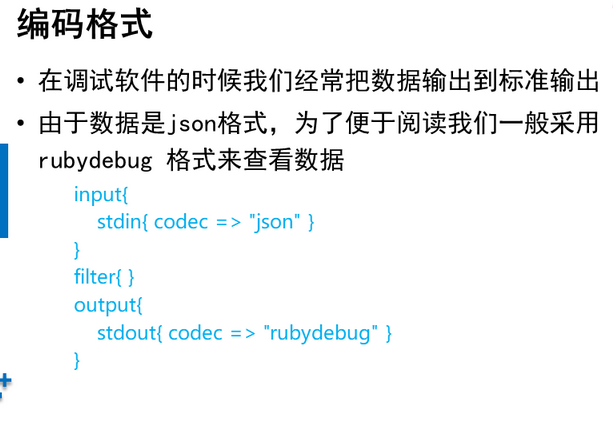 编码格式
• 在调试软件的时候我们经常把数据输出到标准输出
• 由于数据是json格式，为了便于阅读我们一般采用
rubydebug 格式来查看数据
input{
stdin{ codec => "json" }
}
filter{ }
output{
stdout{ codec => "rubydebug" }
}